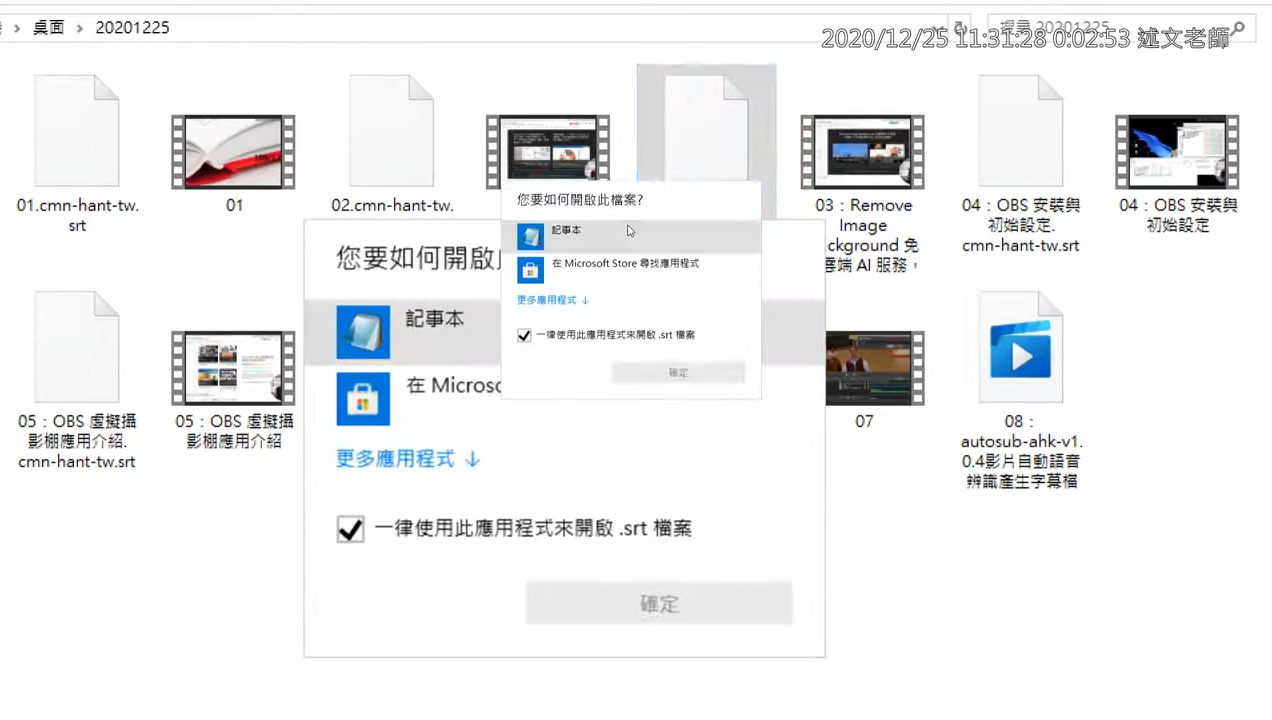 桌面 > 20201225
搜尋 20201225
2020/12/25 11:31:28 0:02:53 述文老師
01.cmn-hant-tw.
srt
01
02.cmn-hant-tw.
03：Remove
Image
ckground 免
雲端 AI 服務，
04：OBS 安裝與
初始設定.
cmn-hant-tw.srt
04：OBS 安裝與
初始設定
您要如何開啟此檔案?
記事本
在 Microsoft Store 尋找應用程式
更多應用程式 ↓
一律使用此應用程式來開啟 .srt 檔案
確定
您要如何開啟
記事本
在 Micros
更多應用程式 ↓
一律使用此應用程式來開啟 .srt 檔案
確定
05：OBS 虛擬攝
影棚應用介紹.
cmn-hant-tw.srt
05：OBS 虛擬攝
影棚應用介紹
07
08：
autosub-ahk-v1.
0.4影片自動語音
辨識產生字幕檔